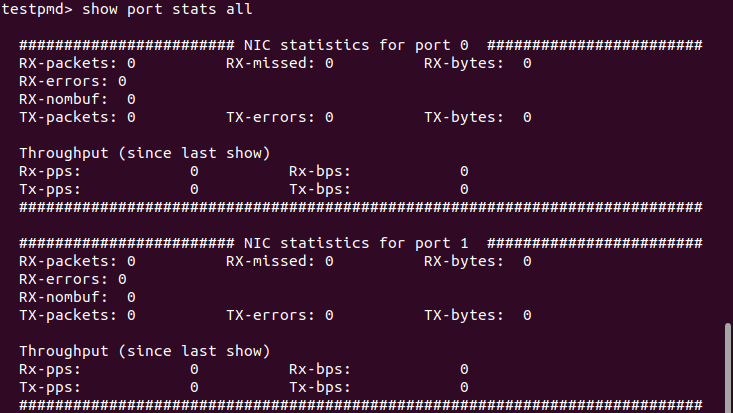 testpmd> show port stats all
######################## NIC statistics for port 0 ########################
RX-packets: 0 RX-missed: 0 RX-bytes: 0
RX-errors: 0
RX-nombuf: 0
TX-packets: 0 TX-errors: 0 TX-bytes: 0
Throughput (since last show)
Rx-pps: 0 Rx-bps: 0
Tx-pps: 0 Tx-bps: 0
############################################################################
######################## NIC statistics for port 1 ########################
RX-packets: 0 RX-missed: 0 RX-bytes: 0
RX-errors: 0
RX-nombuf: 0
TX-packets: 0 TX-errors: 0 TX-bytes: 0
Throughput (since last show)
Rx-pps: 0 Rx-bps: 0
Tx-pps: 0 Tx-bps: 0
############################################################################